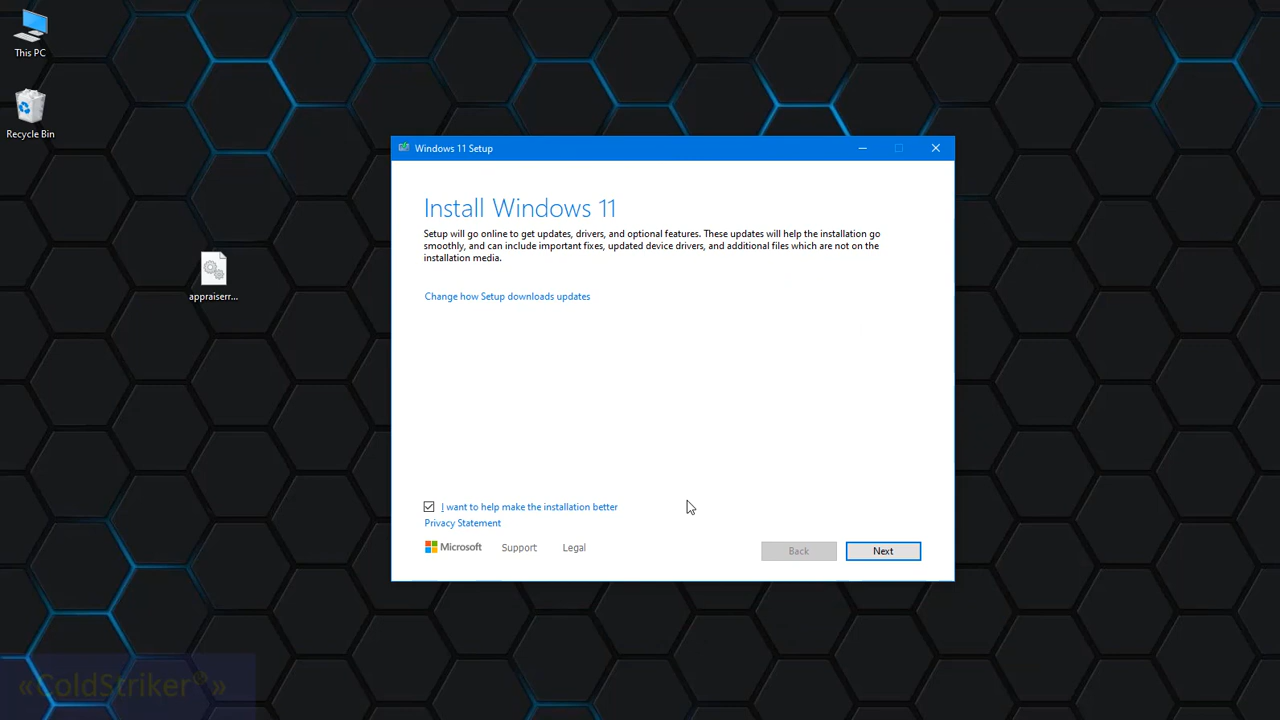 This PC
Recycle Bin
appraiserr...
Windows 11 Setup
Install Windows 11
Setup will go online to get updates, drivers, and optional features. These updates will help the installation go
smoothly, and can include important fixes, updated device drivers, and additional files which are not on the
installation media.
Change how Setup downloads updates
I want to help make the installation better
Privacy Statement
Microsoft Support Legal
Back Next
«ColdStriker®»